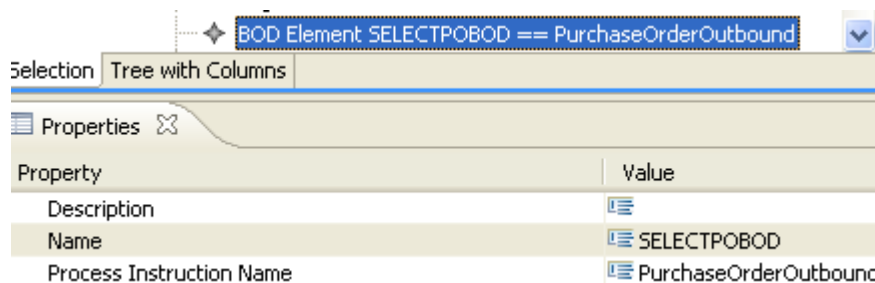 BOD Element SELECTPOBOD == PurchaseOrderOutbound
Selection Tree with Columns
Properties
Property Value
Description
Name SELECTPOBOD
Process Instruction Name PurchaseOrderOutbound